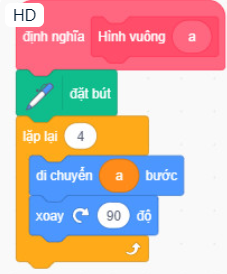 HD
định nghĩa Hình vuông a
đặt bút
lặp lại 4
di chuyển a bước
xoay 90 độ